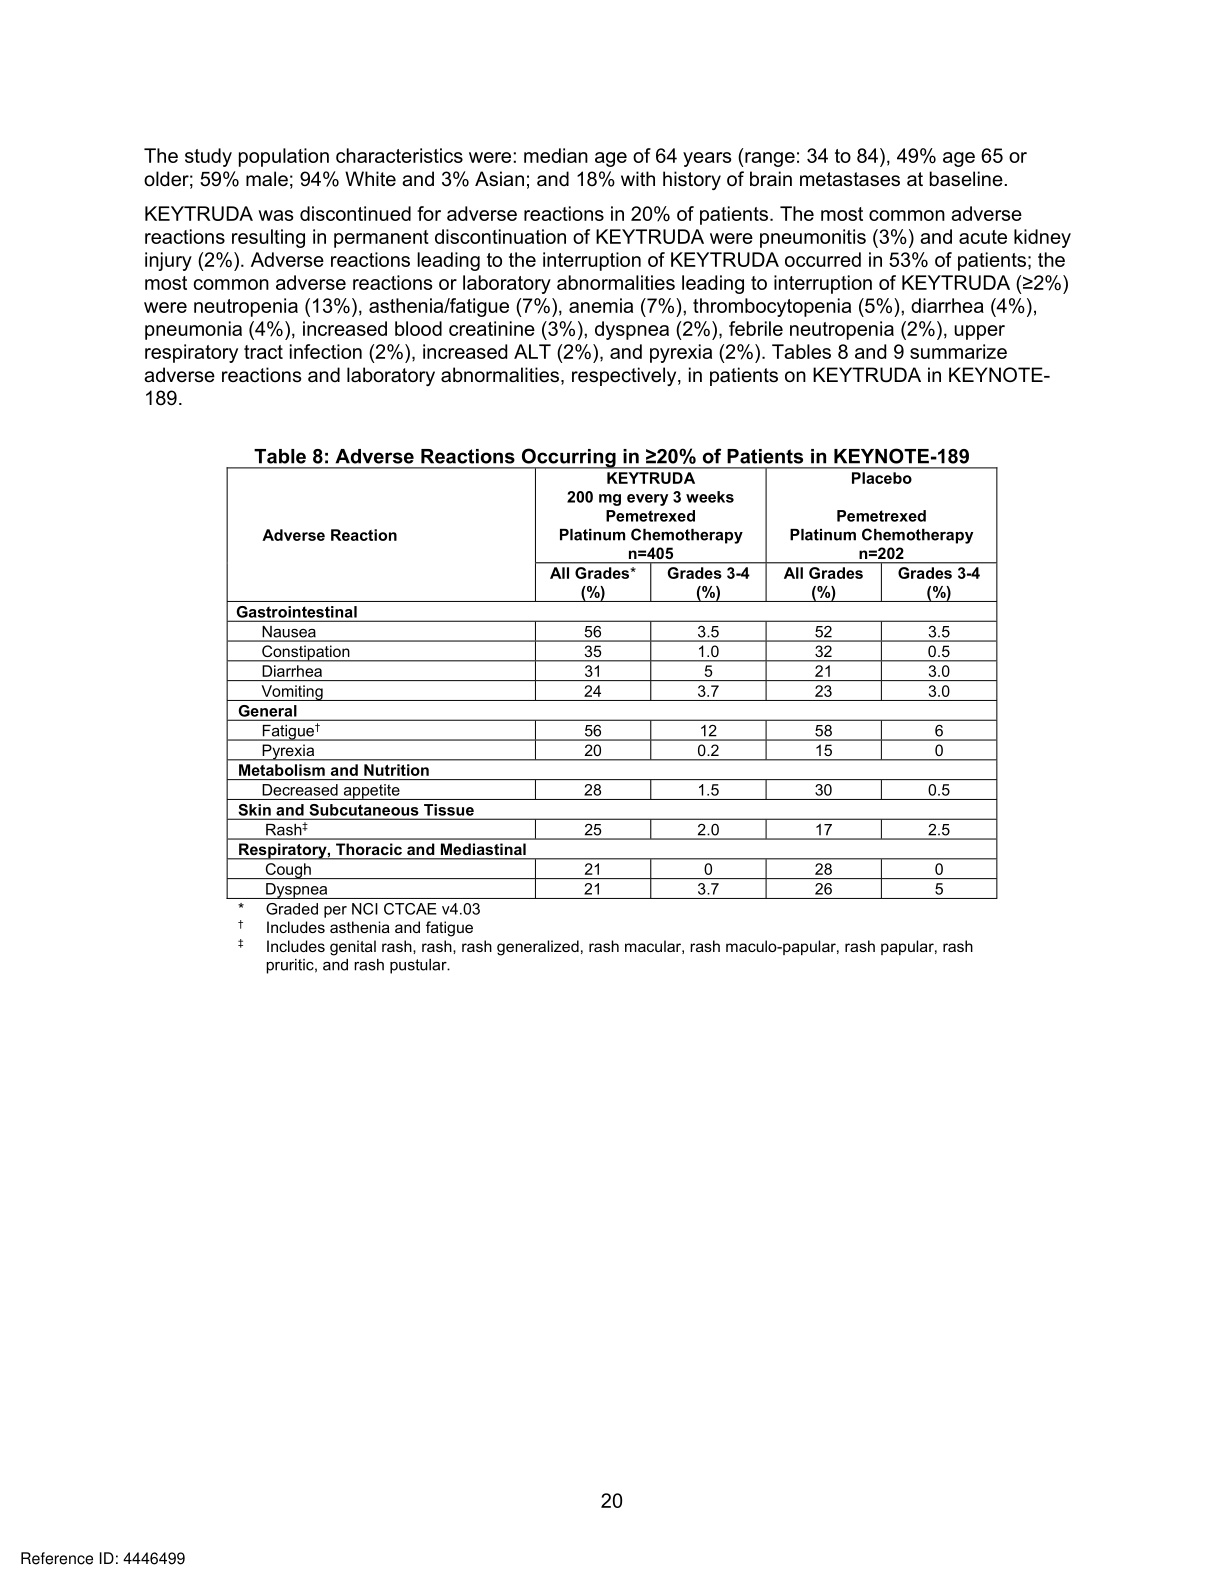 The study population characteristics were: median age of 64 years (range: 34 to 84), 49% age 65 or
older; 59% male; 94% White and 3% Asian; and 18% with history of brain metastases at baseline.
KEYTRUDA was discontinued for adverse reactions in 20% of patients. The most common adverse
reactions resulting in permanent discontinuation of KEYTRUDA were pneumonitis (3%) and acute kidney
injury (2%). Adverse reactions leading to the interruption of KEYTRUDA occurred in 53% of patients; the
most common adverse reactions or laboratory abnormalities leading to interruption of KEYTRUDA (≥2%)
were neutropenia (13%), asthenia/fatigue (7%), anemia (7%), thrombocytopenia (5%), diarrhea (4%),
pneumonia (4%), increased blood creatinine (3%), dyspnea (2%), febrile neutropenia (2%), upper
respiratory tract infection (2%), increased ALT (2%), and pyrexia (2%). Tables 8 and 9 summarize
adverse reactions and laboratory abnormalities, respectively, in patients on KEYTRUDA in KEYNOTE-
189.
Table 8: Adverse Reactions Occurring in ≥20% of Patients in KEYNOTE-189
Adverse Reaction
KEYTRUDA
200 mg every 3 weeks
Pemetrexed
Platinum Chemotherapy
n=405
Placebo
Pemetrexed
Platinum Chemotherapy
n=202
All Grades* (%) Grades 3-4 (%) All Grades (%) Grades 3-4 (%)
Gastrointestinal
Nausea 56 3.5 52 3.5
Constipation 35 1.0 32 0.5
Diarrhea 31 5 21 3.0
Vomiting 24 3.7 23 3.0
General
Fatigue† 56 12 58 6
Pyrexia 20 0.2 15 0
Metabolism and Nutrition
Decreased appetite 28 1.5 30 0.5
Skin and Subcutaneous Tissue
Rash‡ 25 2.0 17 2.5
Respiratory, Thoracic and Mediastinal
Cough 21 0 28 0
Dyspnea 21 3.7 26 5
* Graded per NCI CTCAE v4.03
† Includes asthenia and fatigue
‡ Includes genital rash, rash, rash generalized, rash macular, rash maculo-papular, rash papular, rash
pruritic, and rash pustular.
20
Reference ID: 4446499